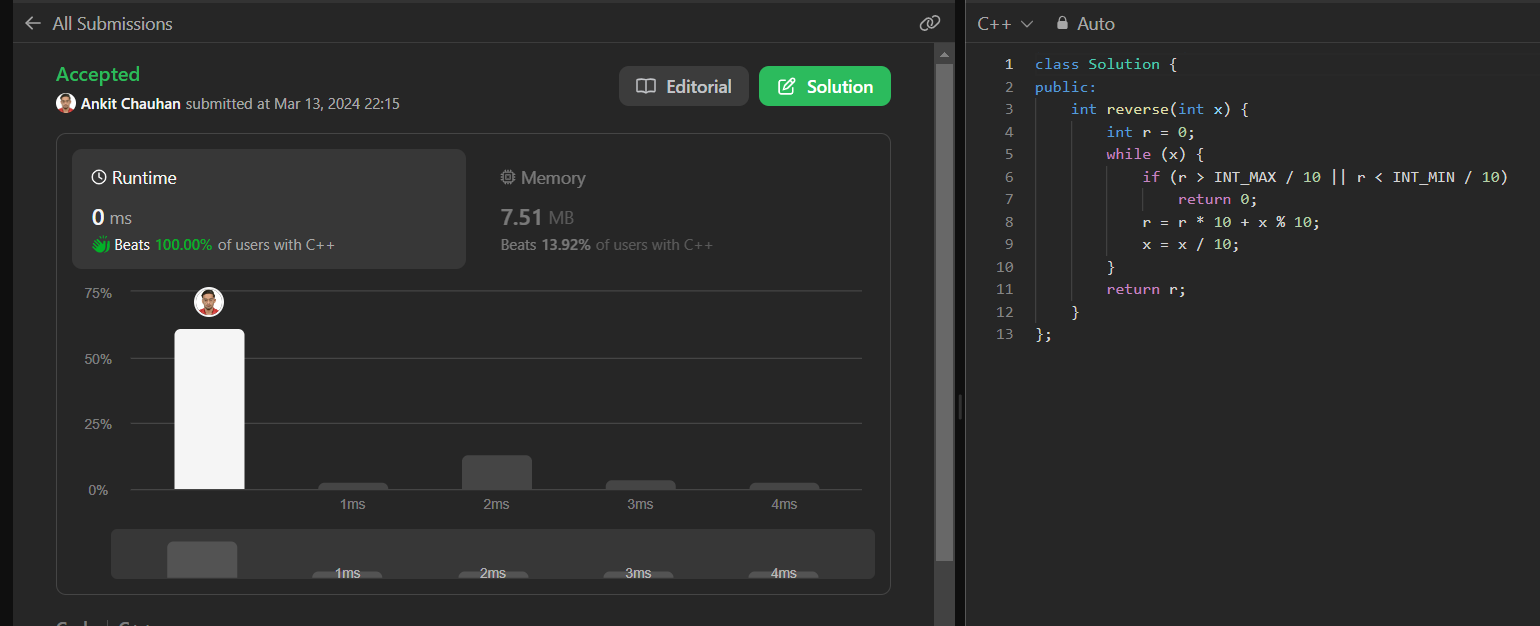 All Submissions
Accepted
Ankit Chauhan submitted at Mar 13, 2024 22:15
Editorial
Solution
Runtime
0 ms
Beats 100.00% of users with C++
Memory
7.51 MB
Beats 13.92% of users with C++
75%
50%
25%
0%
1ms 2ms 3ms 4ms
1ms 2ms 3ms 4ms
C++ Auto
1 class Solution {
2 public:
3     int reverse(int x) {
4         int r = 0;
5         while (x) {
6             if (r > INT_MAX / 10 || r < INT_MIN / 10)
7                 return 0;
8             r = r * 10 + x % 10;
9             x = x / 10;
10         }
11         return r;
12     }
13 };